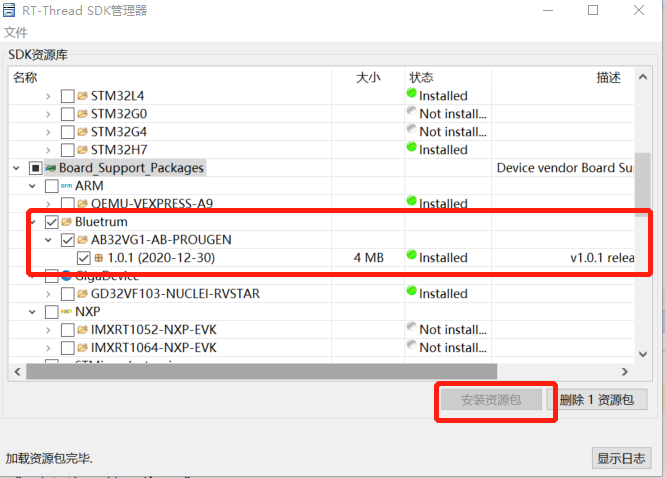 RT-Thread SDK管理器
文件
SDK资源库
名称 大小 状态 描述
STM32L4 Installed
STM32G0 Not install...
STM32G4 Not install...
STM32H7 Installed
Board_Support_Packages Device vendor Board Su
ARM
QEMU-VEXPRESS-A9 Installed
Bluetrum
AB32VG1-AB-PROUGEN
1.0.1 (2020-12-30) 4 MB Installed v1.0.1 relea
GigaDevice
GD32VF103-NUCLEI-RVSTAR Installed
NXP
IMXRT1052-NXP-EVK Not install...
IMXRT1064-NXP-EVK Not install...
安装资源包 删除 1 资源包
加载资源包完毕. 显示日志